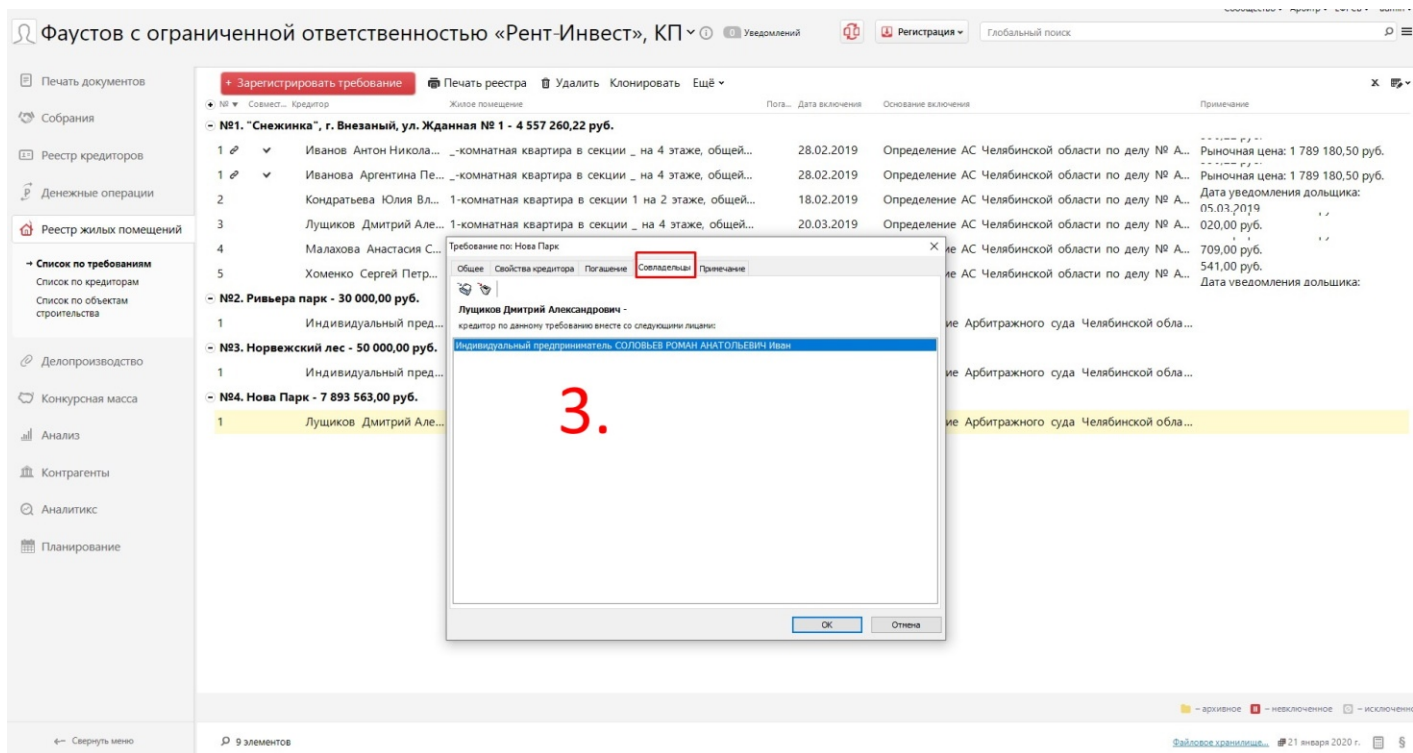 Сообщество Арбитр ЕФРСБ admin
Фаустов с ограниченной ответственностью «Рент-Инвест», КП
0 Уведомлений
Регистрация
Глобальный поиск
Печать документов
Собрания
Реестр кредиторов
Денежные операции
Реестр жилых помещений
→ Список по требованиям
Список по кредиторам
Список по объектам
строительства
Делопроизводство
Конкурсная масса
Анализ
Контрагенты
Аналитикс
Планирование
← Свернуть меню
+ Зарегистрировать требование Печать реестра Удалить Клонировать Ещё
№ Совмест... Кредитор Жилое помещение Пога... Дата включения Основание включения Примечание
№1. "Снежинка", г. Внезаный, ул. Жданная № 1 - 4 557 260,22 руб.
1 Иванов Антон Никола... _-комнатная квартира в секции _ на 4 этаже, общей... 28.02.2019 Определение АС Челябинской области по делу № А... Рыночная цена: 1 789 180,50 руб.
1 Иванова Аргентина Пе... _-комнатная квартира в секции _ на 4 этаже, общей... 28.02.2019 Определение АС Челябинской области по делу № А... Рыночная цена: 1 789 180,50 руб.
2 Кондратьева Юлия Вл... 1-комнатная квартира в секции 1 на 2 этаже, общей... 18.02.2019 Определение АС Челябинской области по делу № А... Дата уведомления дольщика:
05.03.2019
3 Лущиков Дмитрий Але... 1-комнатная квартира в секции _ на 4 этаже, общей... 20.03.2019 Определение АС Челябинской области по делу № А... 020,00 руб.
4 Малахова Анастасия С... ие АС Челябинской области по делу № А... 709,00 руб.
5 Хоменко Сергей Петр... ие АС Челябинской области по делу № А... 541,00 руб.
Дата уведомления дольщика:
№2. Ривьера парк - 30 000,00 руб.
1 Индивидуальный пред... ие Арбитражного суда Челябинской обла...
№3. Норвежский лес - 50 000,00 руб.
1 Индивидуальный пред... ие Арбитражного суда Челябинской обла...
№4. Нова Парк - 7 893 563,00 руб.
1 Лущиков Дмитрий Але... ие Арбитражного суда Челябинской обла...
Требование по: Нова Парк
Общее Свойства кредитора Погашение Совладельцы Примечание
Лущиков Дмитрий Александрович -
кредитор по данному требованию вместе со следующими лицами:
Индивидуальный предприниматель СОЛОВЬЕВ РОМАН АНАТОЛЬЕВИЧ Иван
3.
ОК Отмена
– архивное – невключенное – исключенно
9 элементов
Файловое хранилище... 21 января 2020 г. §